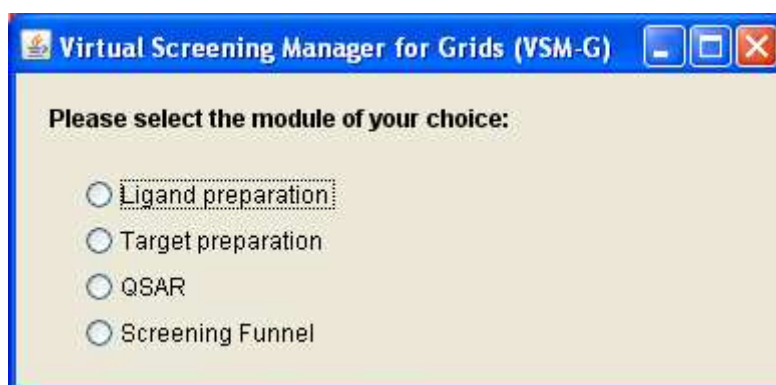 Virtual Screening Manager for Grids (VSM-G)
Please select the module of your choice:
Ligand preparation
Target preparation
QSAR
Screening Funnel